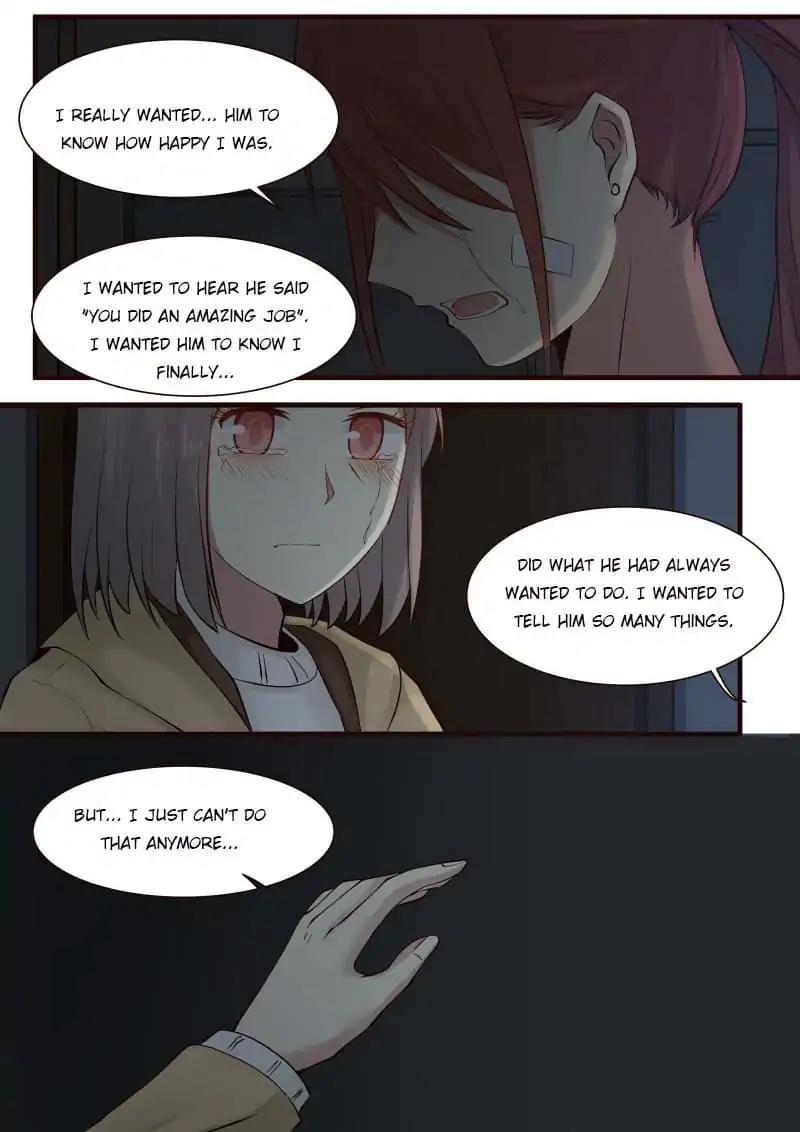 I REALLY WANTED... HIM TO
KNOW HOW HAPPY I WAS.
I WANTED TO HEAR HE SAID
"YOU DID AN AMAZING JOB".
I WANTED HIM TO KNOW I
FINALLY...
DID WHAT HE HAD ALWAYS
WANTED TO DO. I WANTED TO
TELL HIM SO MANY THINGS.
BUT... I JUST CAN'T DO
THAT ANYMORE...